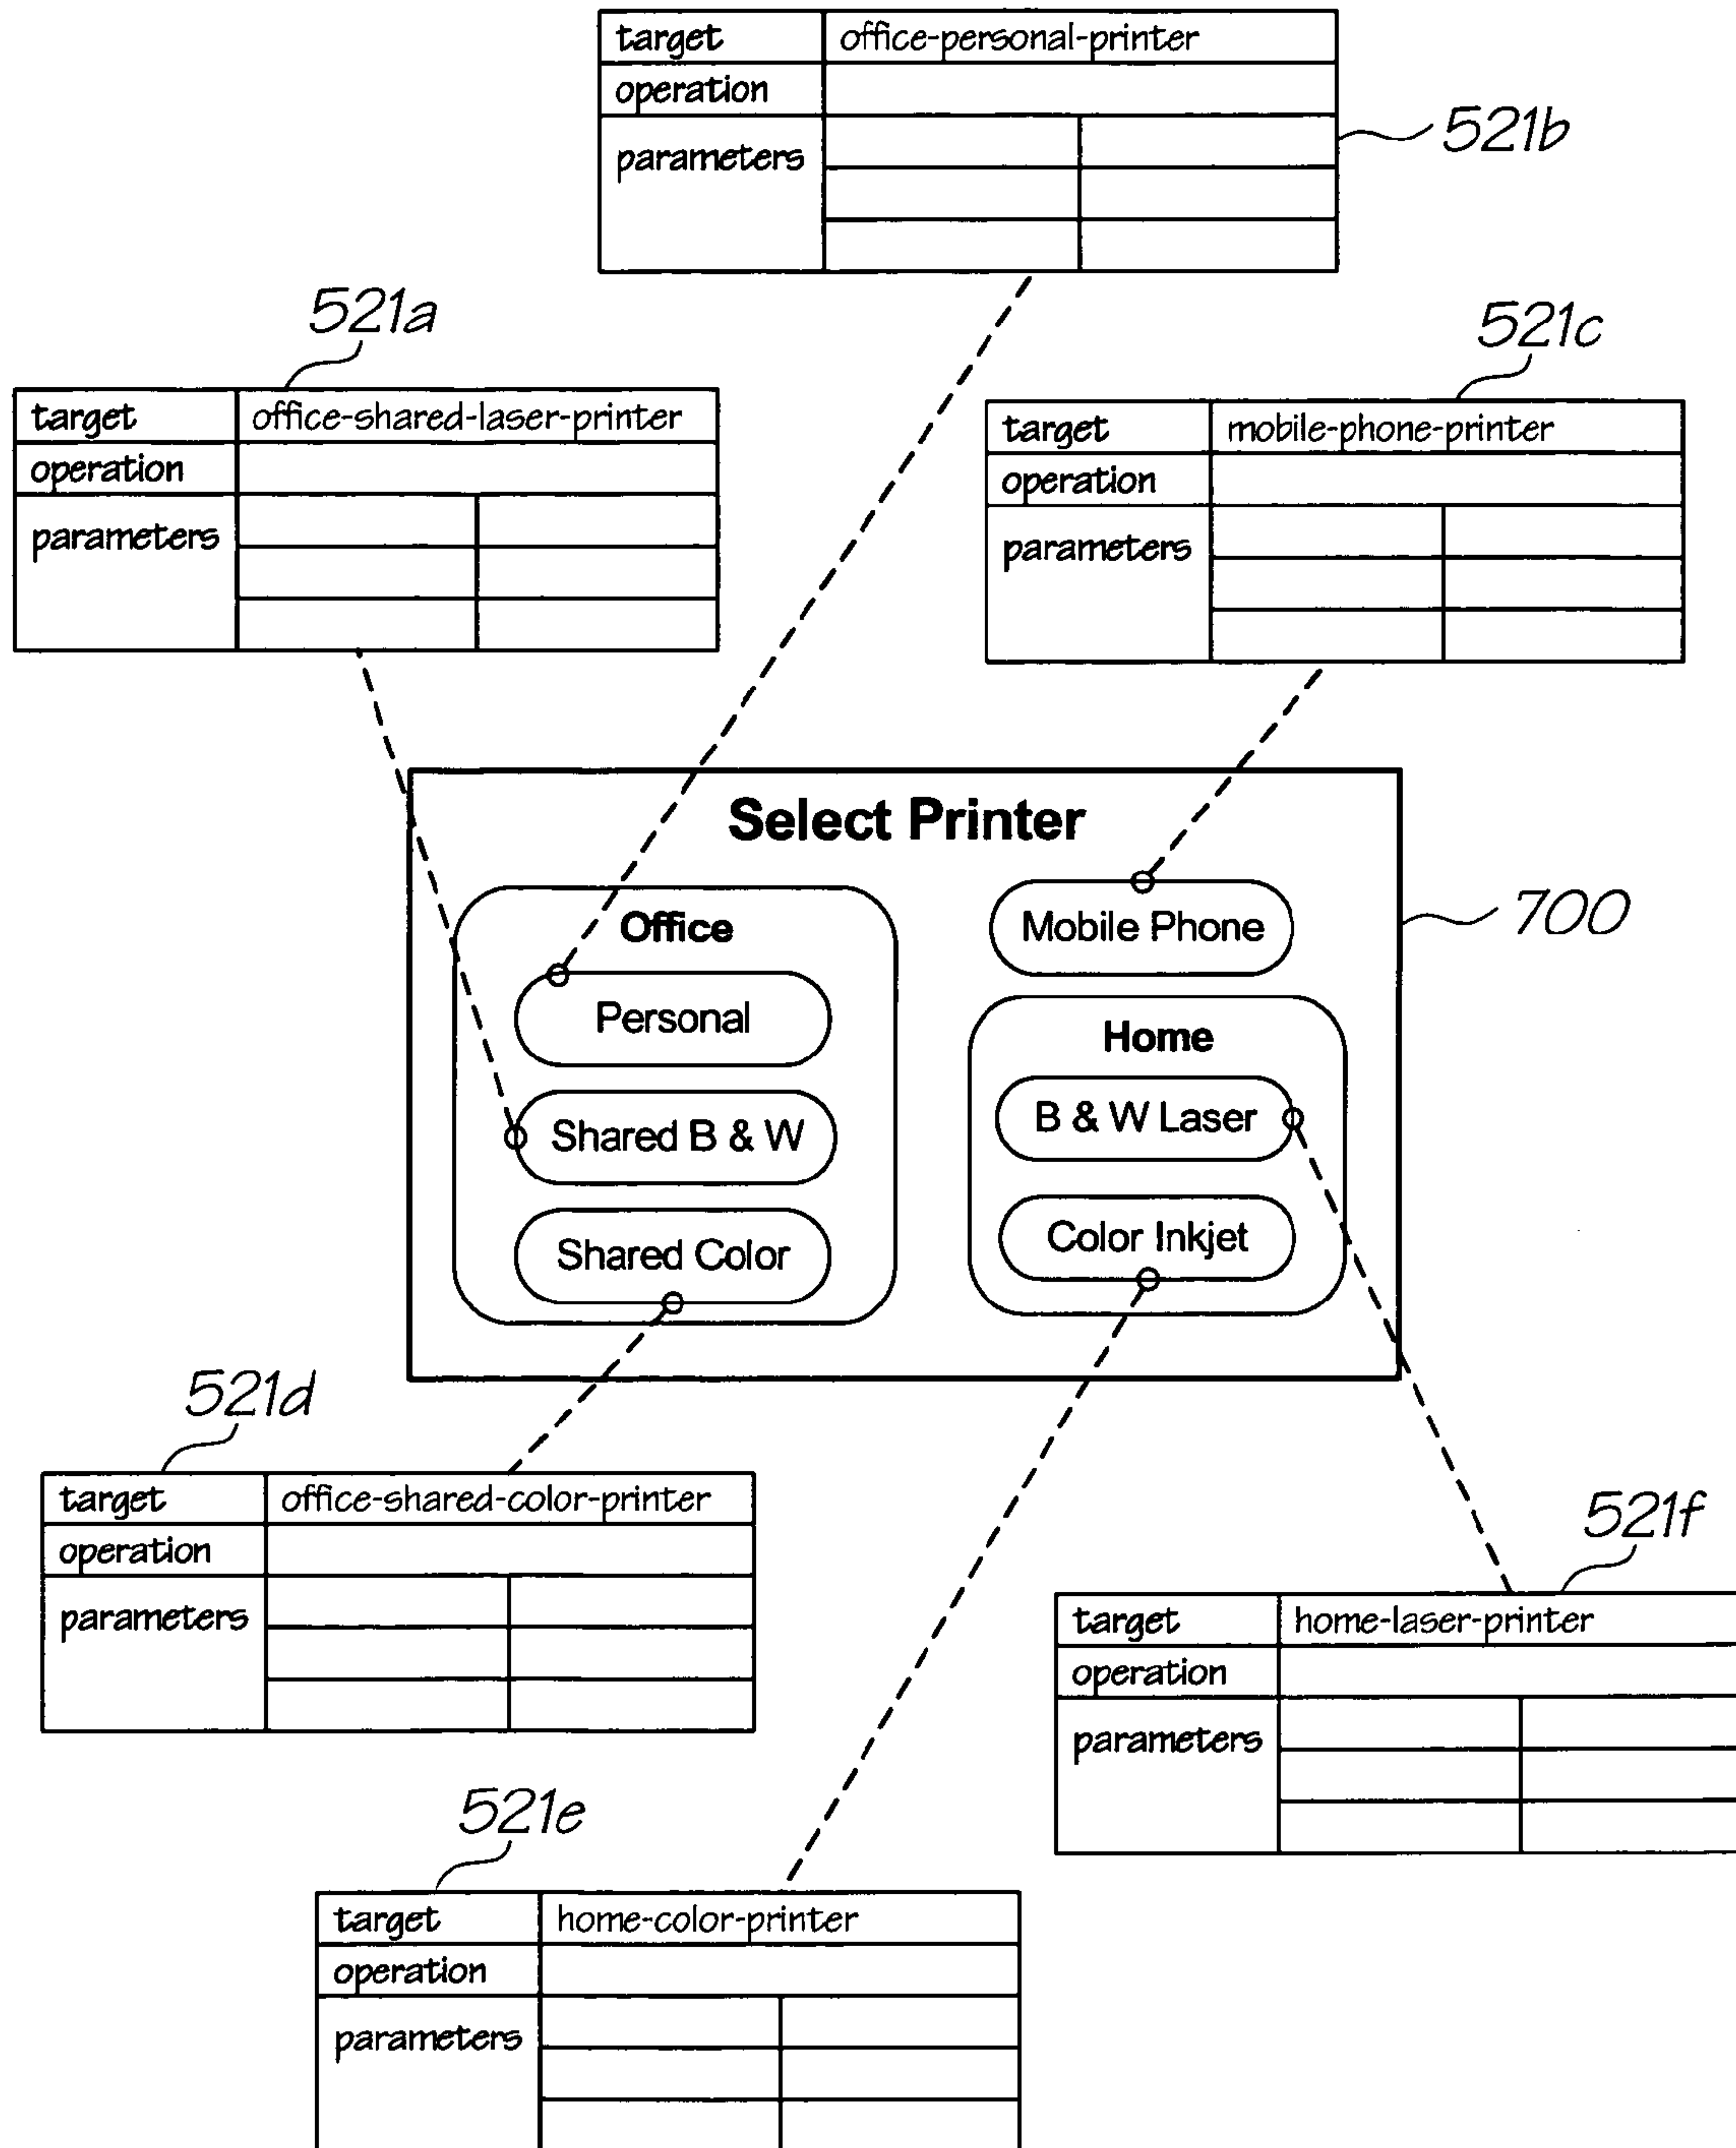 target office-personal-printer
operation
parameters
521b
521a
target office-shared-laser-printer
operation
parameters
521c
target mobile-phone-printer
operation
parameters
Select Printer
700
Office
Personal
Shared B & W
Shared Color
Mobile Phone
Home
B & W Laser
Color Inkjet
521d
target office-shared-color-printer
operation
parameters
521f
target home-laser-printer
operation
parameters
521e
target home-color-printer
operation
parameters